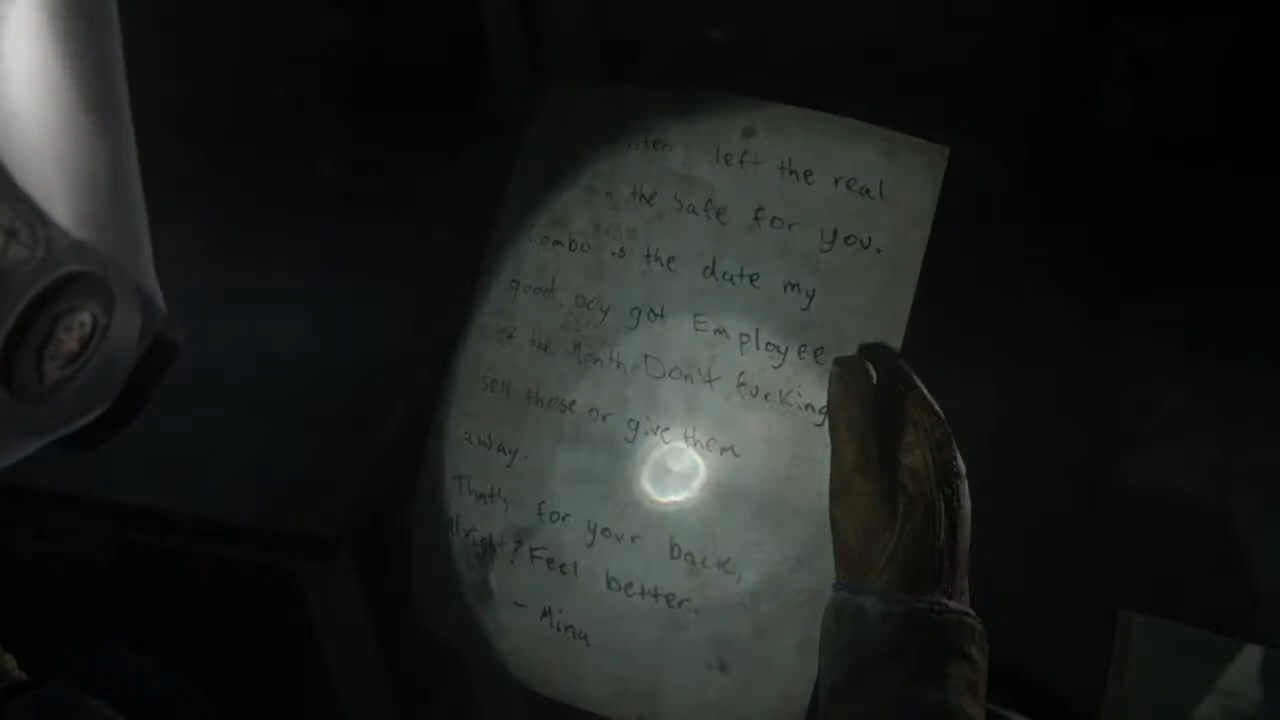 left the real
the safe for you.
Combo is the date my
good boy got Employee
of the Month. Don't fucking
sell those or give them
away.
That's for your back,
alright? Feel better.
- Mina